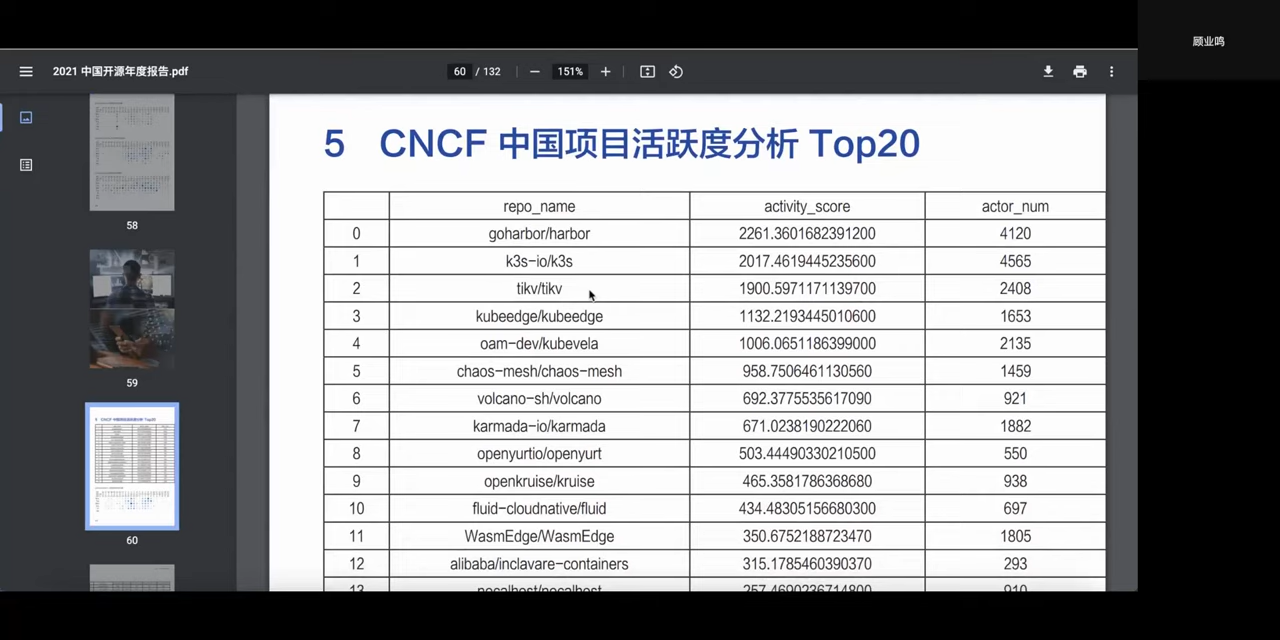 顾业鸣
2021 中国开源年度报告.pdf
60 / 132
151%
58
59
60
5 CNCF 中国项目活跃度分析 Top20
repo_name activity_score actor_num
0 goharbor/harbor 2261.3601682391200 4120
1 k3s-io/k3s 2017.4619445235600 4565
2 tikv/tikv 1900.5971171139700 2408
3 kubeedge/kubeedge 1132.2193445010600 1653
4 oam-dev/kubevela 1006.0651186399000 2135
5 chaos-mesh/chaos-mesh 958.7506461130560 1459
6 volcano-sh/volcano 692.3775535617090 921
7 karmada-io/karmada 671.0238190222060 1882
8 openyurtio/openyurt 503.44490330210500 550
9 openkruise/kruise 465.3581786368680 938
10 fluid-cloudnative/fluid 434.48305156680300 697
11 WasmEdge/WasmEdge 350.6752188723470 1805
12 alibaba/inclavare-containers 315.1785460390370 293
13 nocalhost/nocalhost 257.4690236714800 910